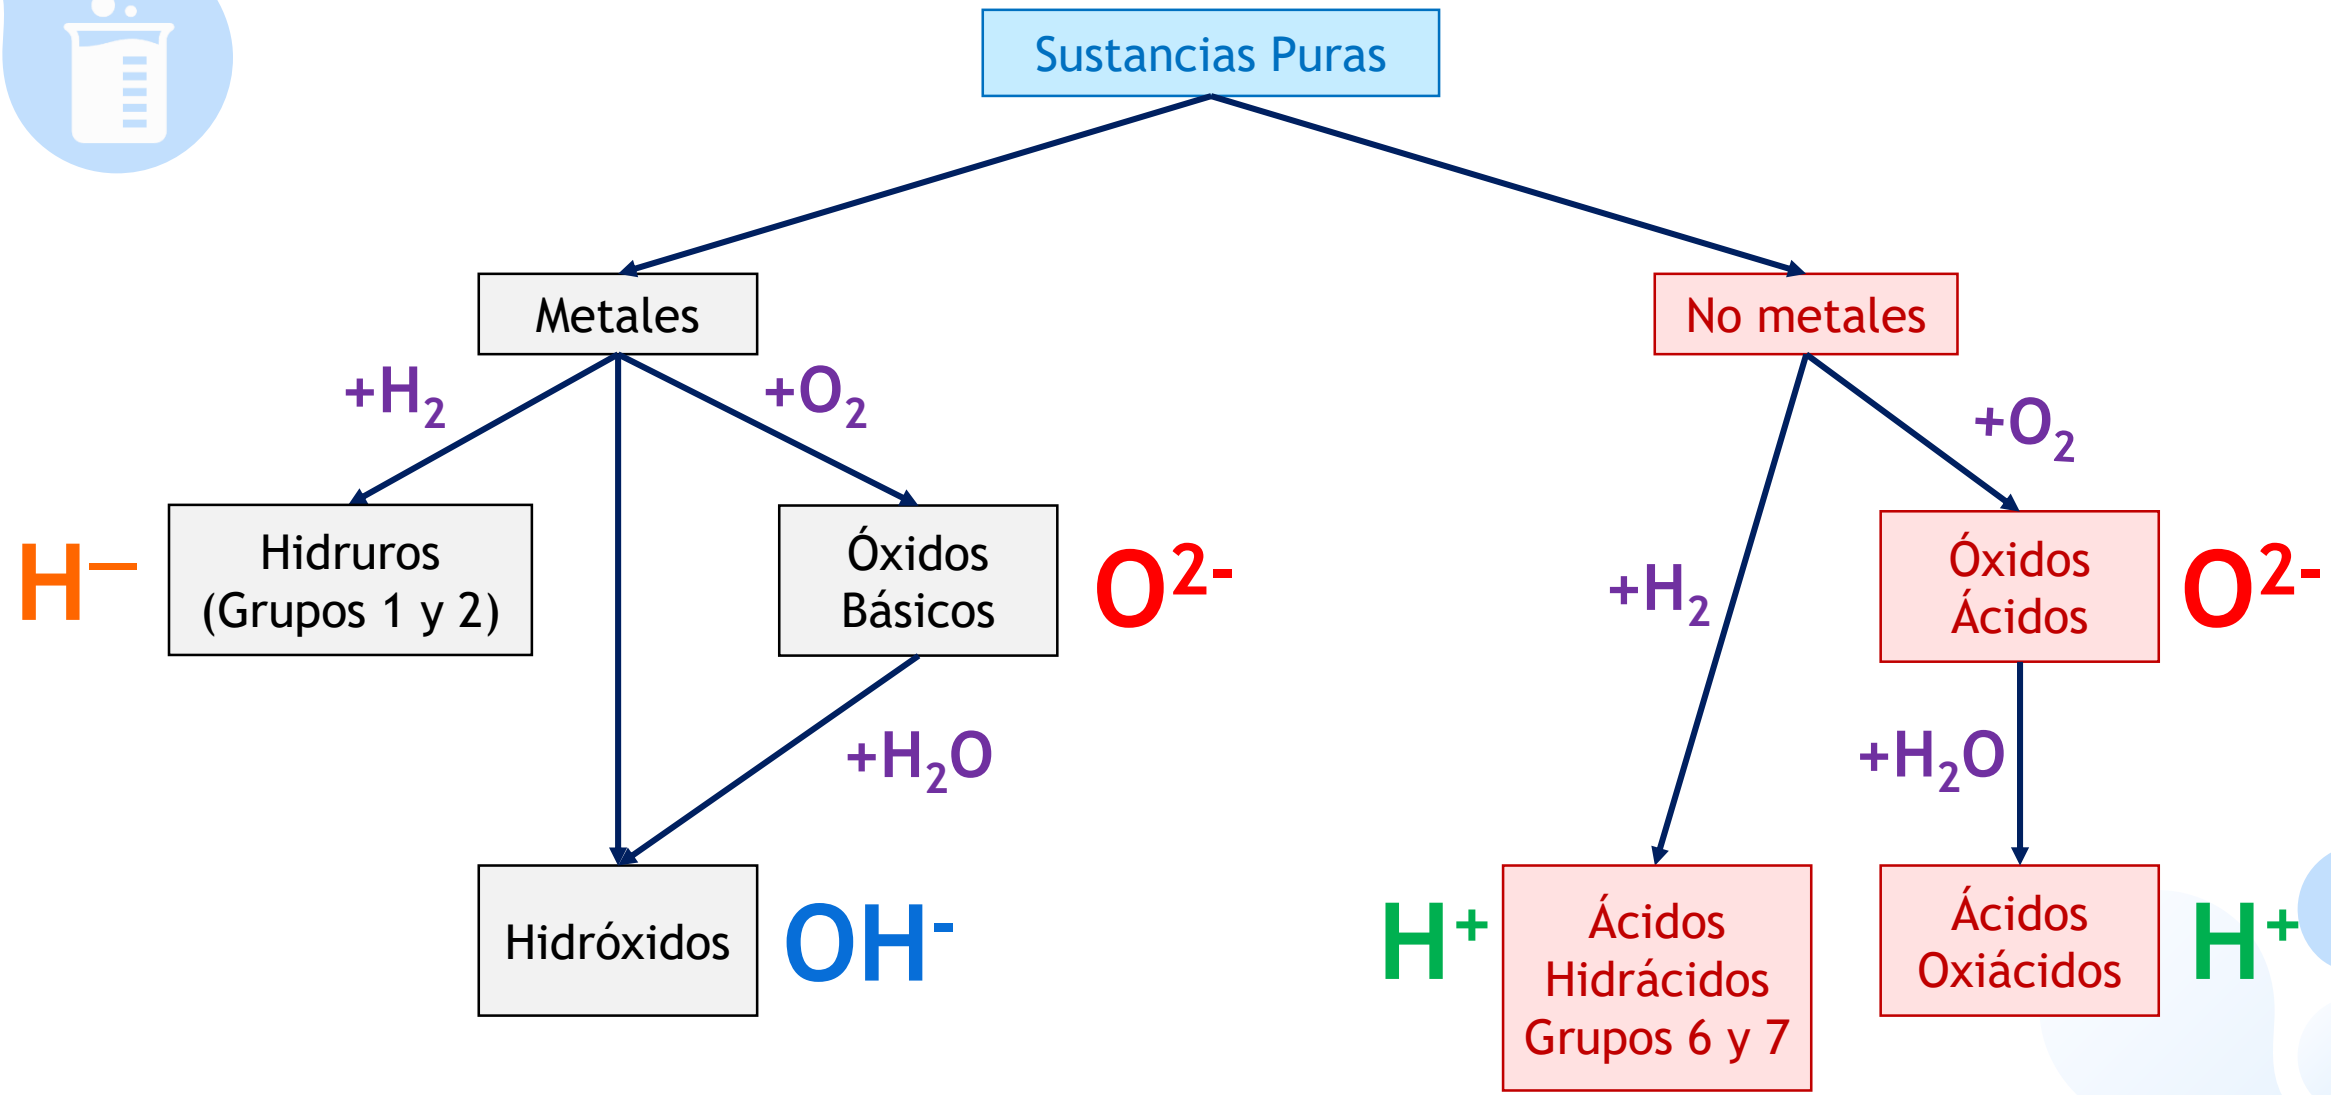 Sustancias Puras
Metales
No metales
+H₂
+O₂
+O₂
Hidruros
(Grupos 1 y 2)
H⁻
Óxidos
Básicos
O²⁻
+H₂
Óxidos
Ácidos
O²⁻
+H₂O
+H₂O
Hidróxidos
OH⁻
H⁺
Ácidos
Hidrácidos
Grupos 6 y 7
Ácidos
Oxiácidos
H⁺